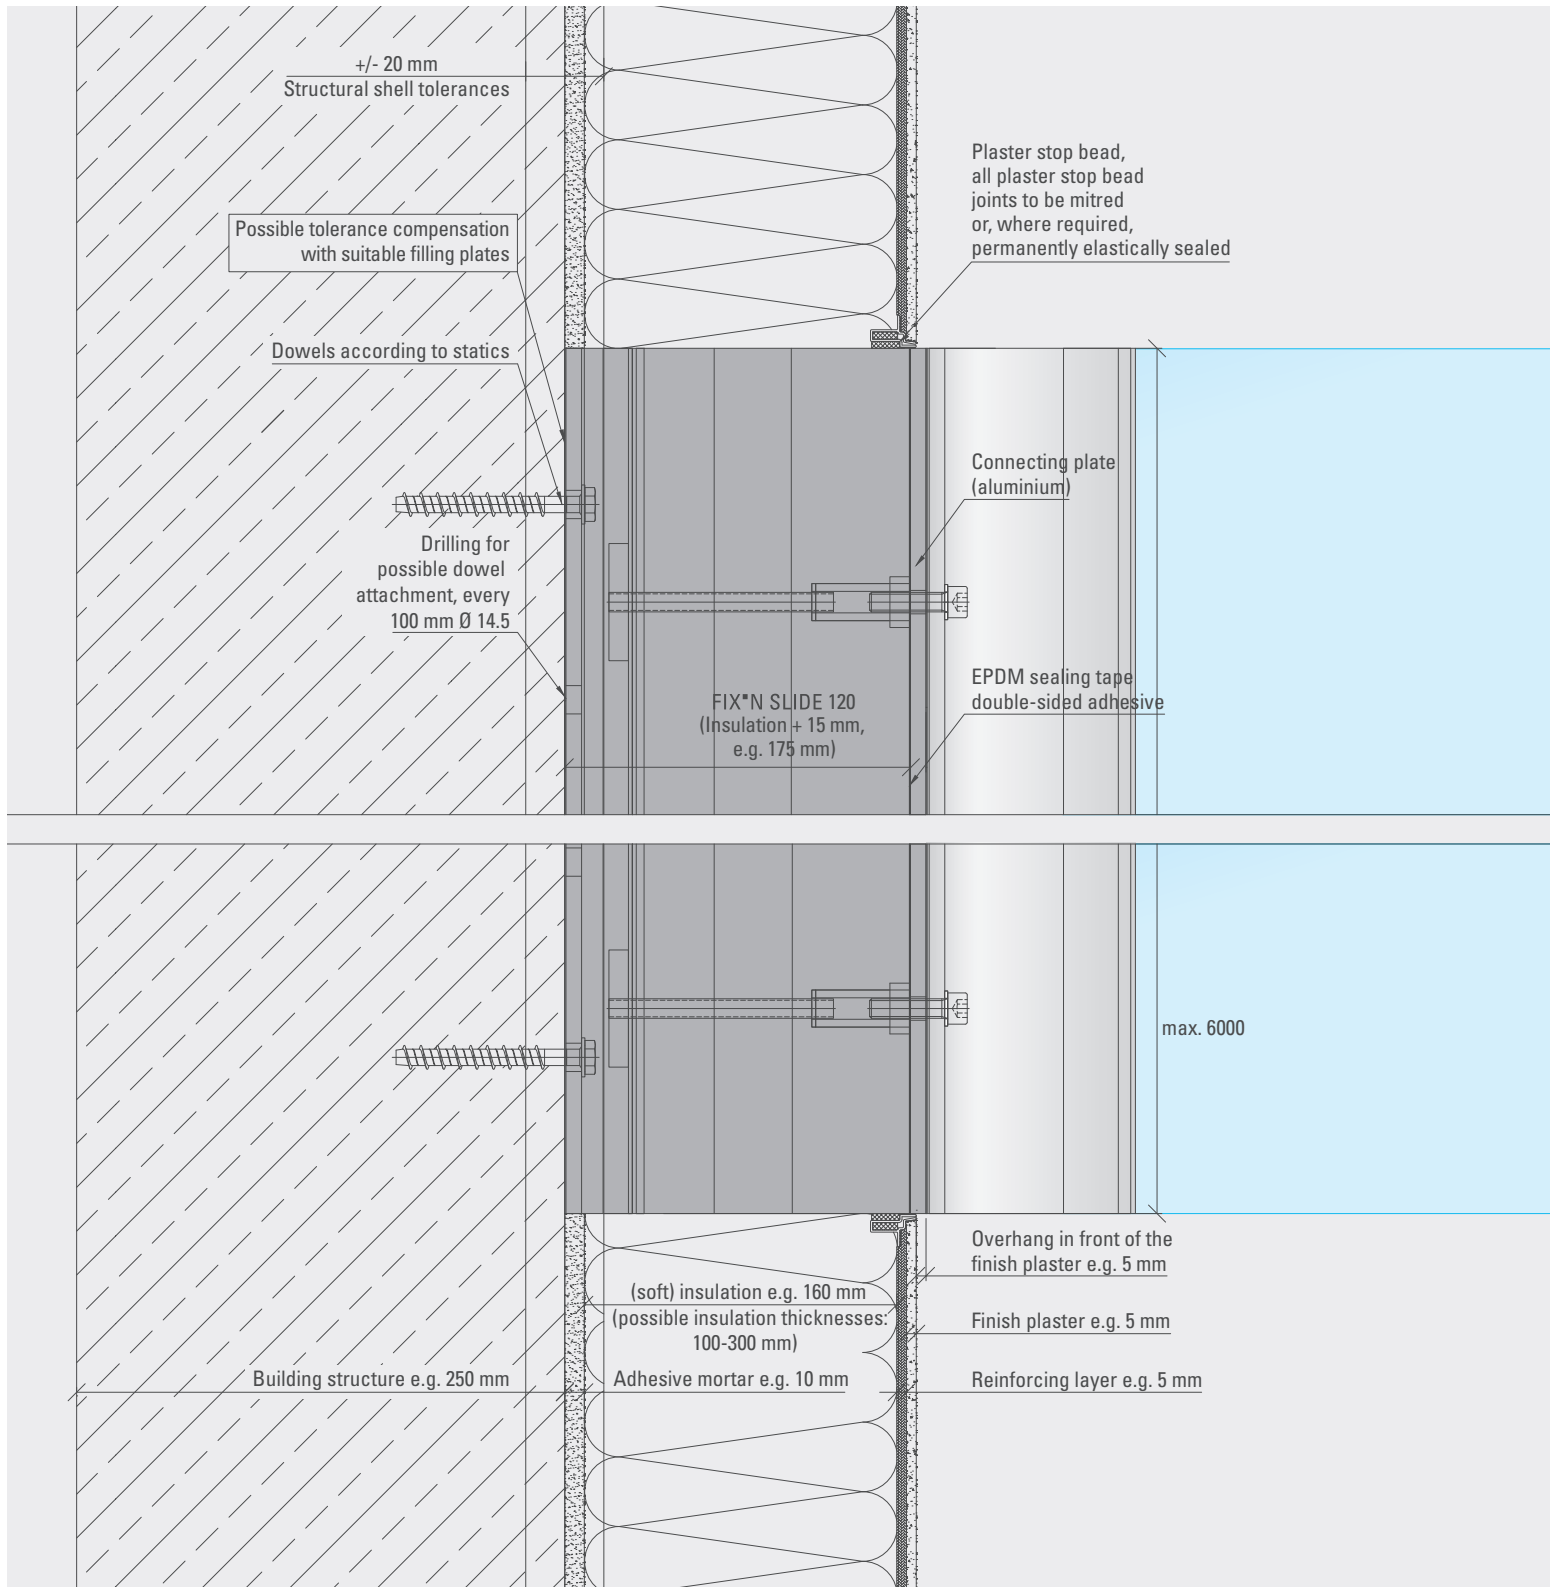 +/- 20 mm
Structural shell tolerances
Plaster stop bead,
all plaster stop bead
joints to be mitred
or, where required,
permanently elastically sealed
Possible tolerance compensation
with suitable filling plates
Dowels according to statics
Connecting plate
(aluminium)
Drilling for
possible dowel
attachment, every
100 mm Ø 14.5
EPDM sealing tape
double-sided adhesive
FIX■N SLIDE 120
(Insulation + 15 mm,
e.g. 175 mm)
max. 6000
Overhang in front of the
finish plaster e.g. 5 mm
(soft) insulation e.g. 160 mm
(possible insulation thicknesses:
100-300 mm)
Finish plaster e.g. 5 mm
Building structure e.g. 250 mm
Adhesive mortar e.g. 10 mm
Reinforcing layer e.g. 5 mm